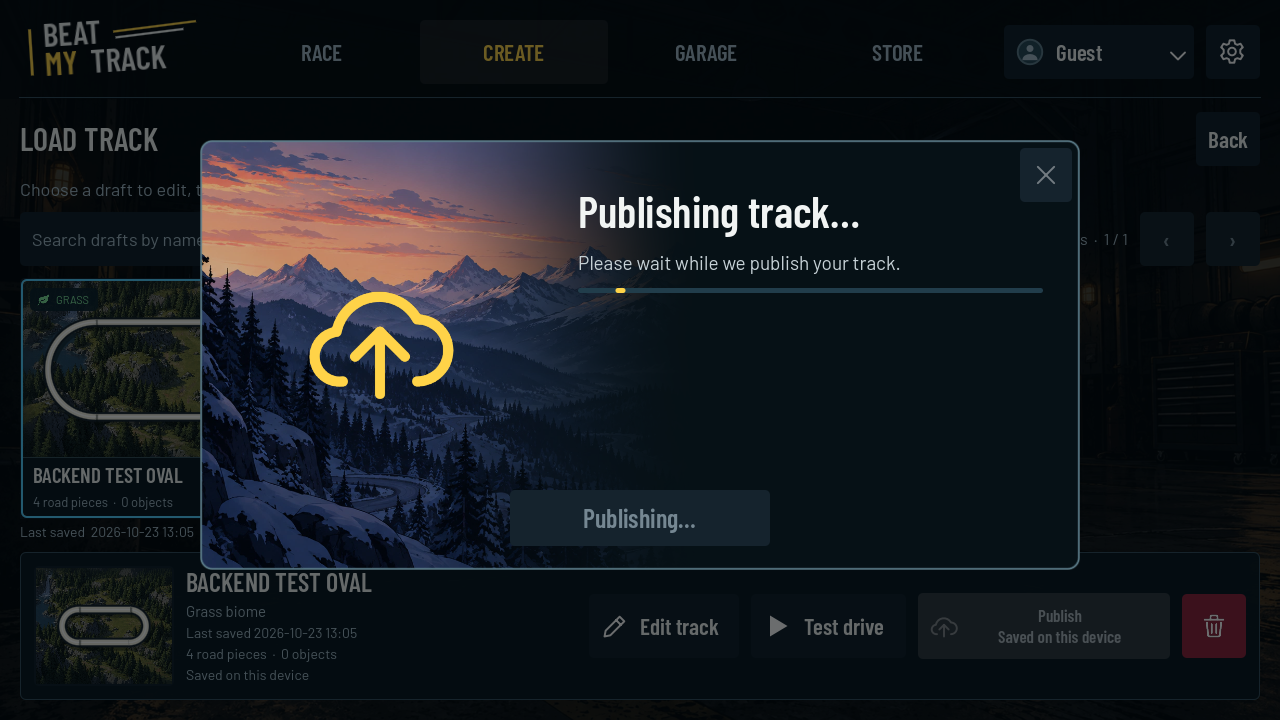 BEAT
MY TRACK
RACE
CREATE
GARAGE
STORE
Guest
LOAD TRACK
Back
Choose a draft to edit, t
Search drafts by name
s · 1 / 1
‹
›
Publishing track...
Please wait while we publish your track.
Publishing...
GRASS
BACKEND TEST OVAL
4 road pieces · 0 objects
Last saved 2026-10-23 13:05
BACKEND TEST OVAL
Grass biome
Last saved 2026-10-23 13:05
4 road pieces · 0 objects
Saved on this device
Edit track
Test drive
Publish
Saved on this device